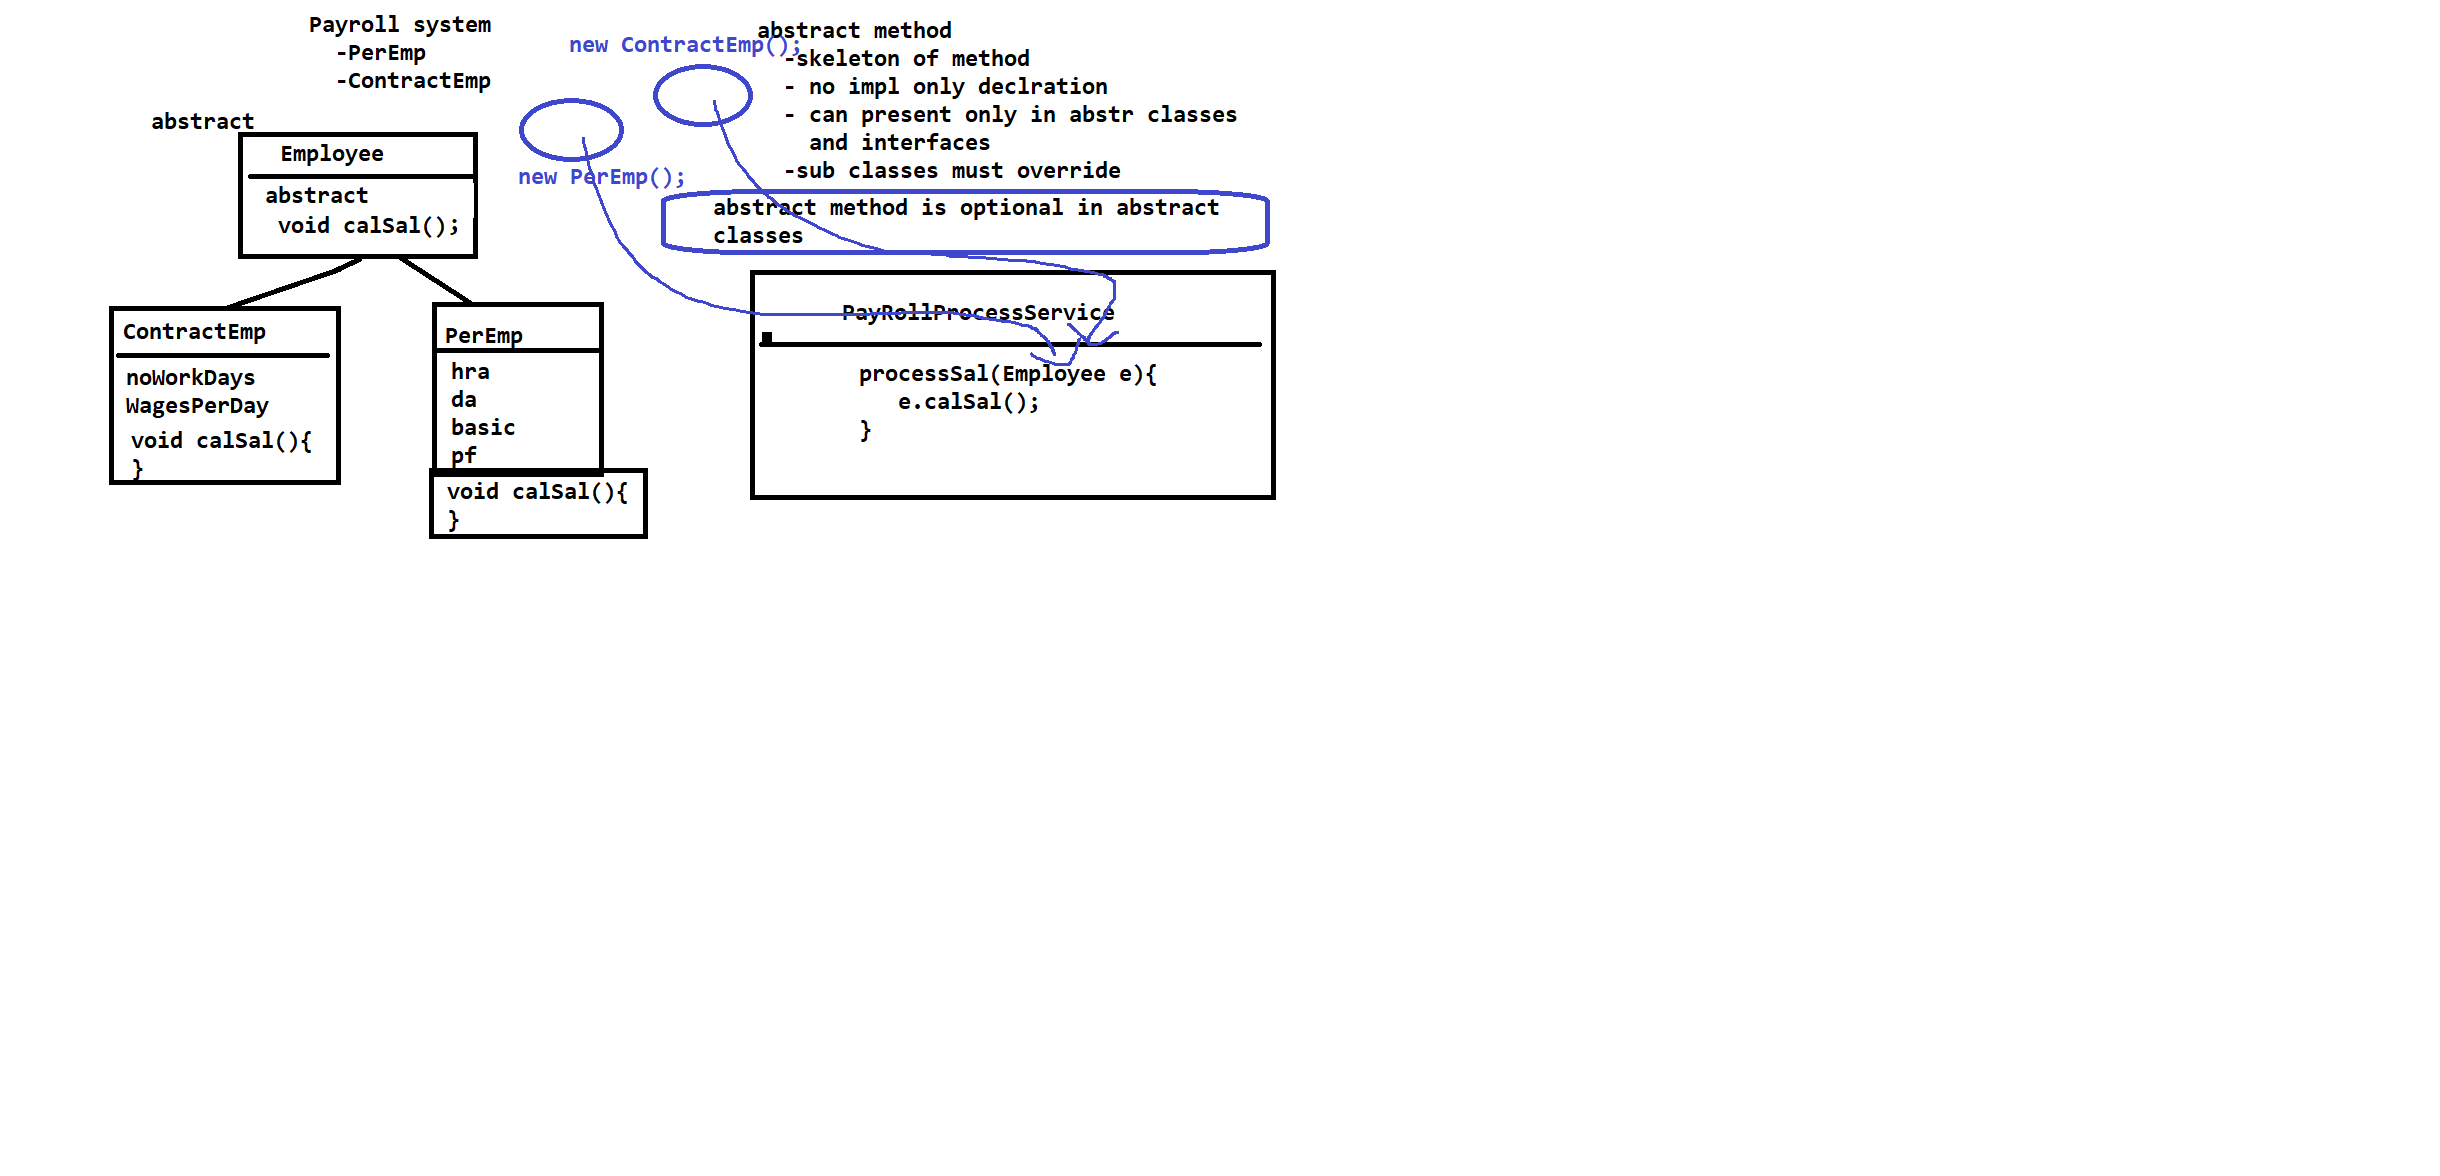 Payroll system
-PerEmp
-ContractEmp
new ContractEmp();
new PerEmp();
abstract method
-skeleton of method
- no impl only declration
- can present only in abstr classes
and interfaces
-sub classes must override
abstract method is optional in abstract
classes
abstract
Employee
abstract
void calSal();
ContractEmp
noWorkDays
WagesPerDay
void calSal(){
}
PerEmp
hra
da
basic
pf
void calSal(){
}
PayRollProcessService
processSal(Employee e){
e.calSal();
}